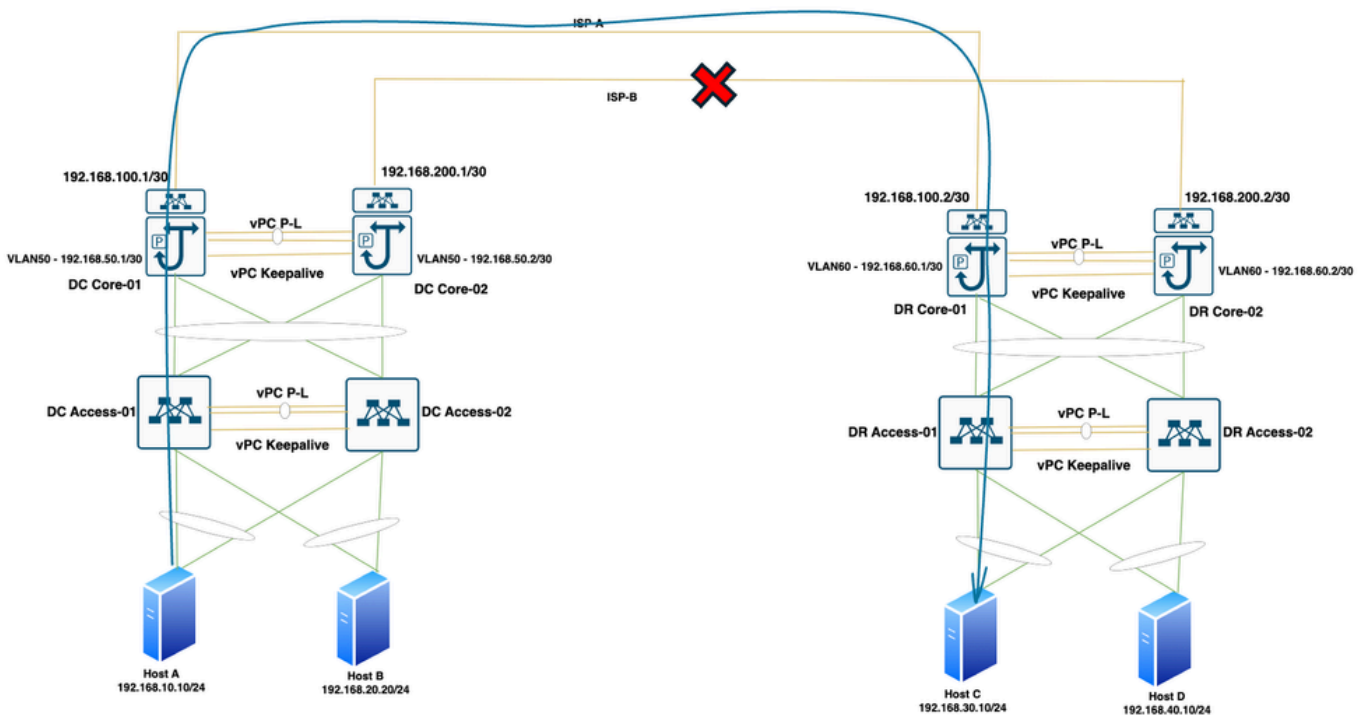 ISP-A
ISP-B
192.168.100.1/30
192.168.200.1/30
192.168.100.2/30
192.168.200.2/30
vPC P-L
P
P
VLAN50 - 192.168.50.1/30
VLAN50 - 192.168.50.2/30
vPC Keepalive
DC Core-01
DC Core-02
vPC P-L
P
P
VLAN60 - 192.168.60.1/30
VLAN60 - 192.168.60.2/30
vPC Keepalive
DR Core-01
DR Core-02
DC Access-01
vPC P-L
DC Access-02
vPC Keepalive
DR Access-01
vPC P-L
DR Access-02
vPC Keepalive
Host A
192.168.10.10/24
Host B
192.168.20.20/24
Host C
192.168.30.10/24
Host D
192.168.40.10/24